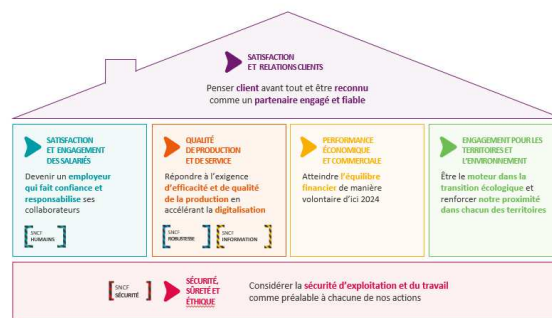 SATISFACTION
ET RELATIONS CLIENTS
Penser client avant tout et être reconnu
comme un partenaire engagé et fiable
SATISFACTION
ET ENGAGEMENT
DES SALARIÉS
Devenir un employeur
qui fait confiance et
responsabilise ses
collaborateurs
SNCF
HUMAINS
QUALITÉ
DE PRODUCTION
ET DE SERVICE
Répondre à l'exigence
d'efficacité et de qualité
de la production en
accélérant la digitalisation
SNCF
ROBUSTESSE
SNCF
INFORMATION
PERFORMANCE
ÉCONOMIQUE
ET COMMERCIALE
Atteindre l'équilibre
financier de manière
volontaire d'ici 2024
ENGAGEMENT POUR LES
TERRITOIRES ET
L'ENVIRONNEMENT
Être le moteur dans la
transition écologique et
renforcer notre proximité
dans chacun des territoires
SNCF
SÉCURITÉ
SÉCURITÉ,
SÛRETÉ ET
ÉTHIQUE
Considérer la sécurité d'exploitation et du travail
comme préalable à chacune de nos actions